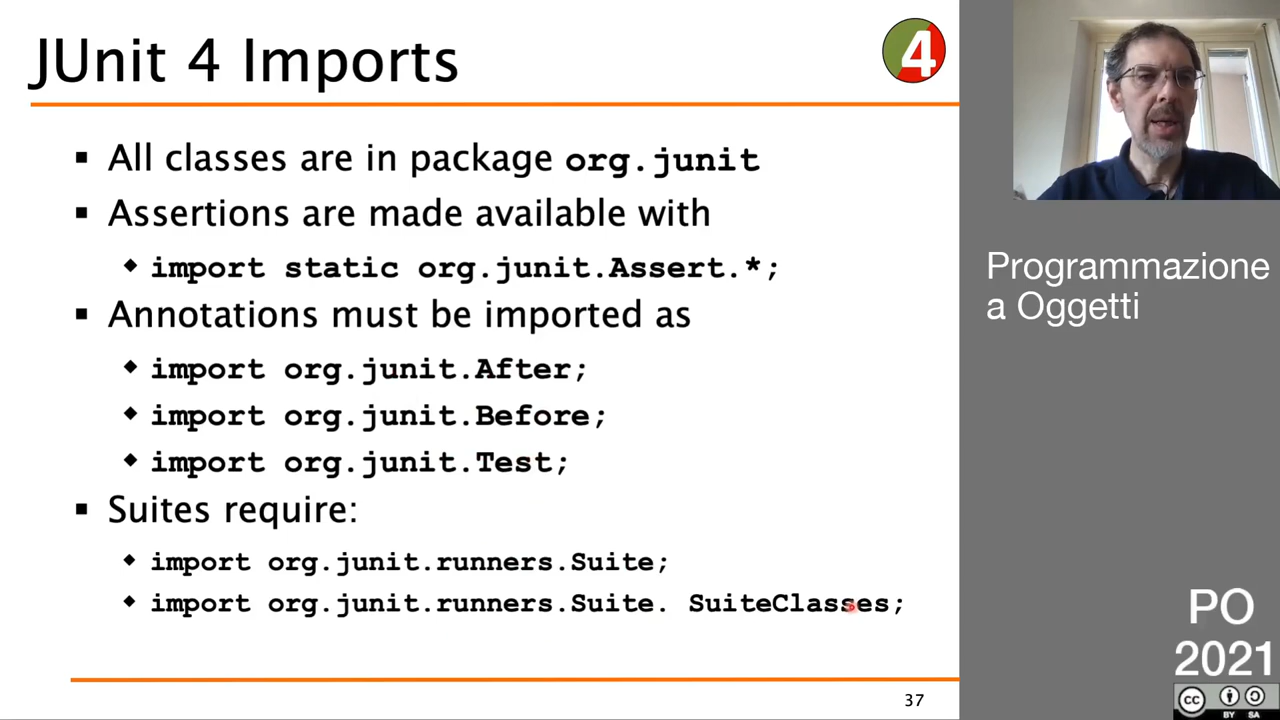 JUnit 4 Imports
4
All classes are in package org.junit
Assertions are made available with
import static org.junit.Assert.*;
Annotations must be imported as
import org.junit.After;
import org.junit.Before;
import org.junit.Test;
Suites require:
import org.junit.runners.Suite;
import org.junit.runners.Suite. SuiteClasses;
37
Programmazione
a Oggetti
PO
2021
cc
BY SA